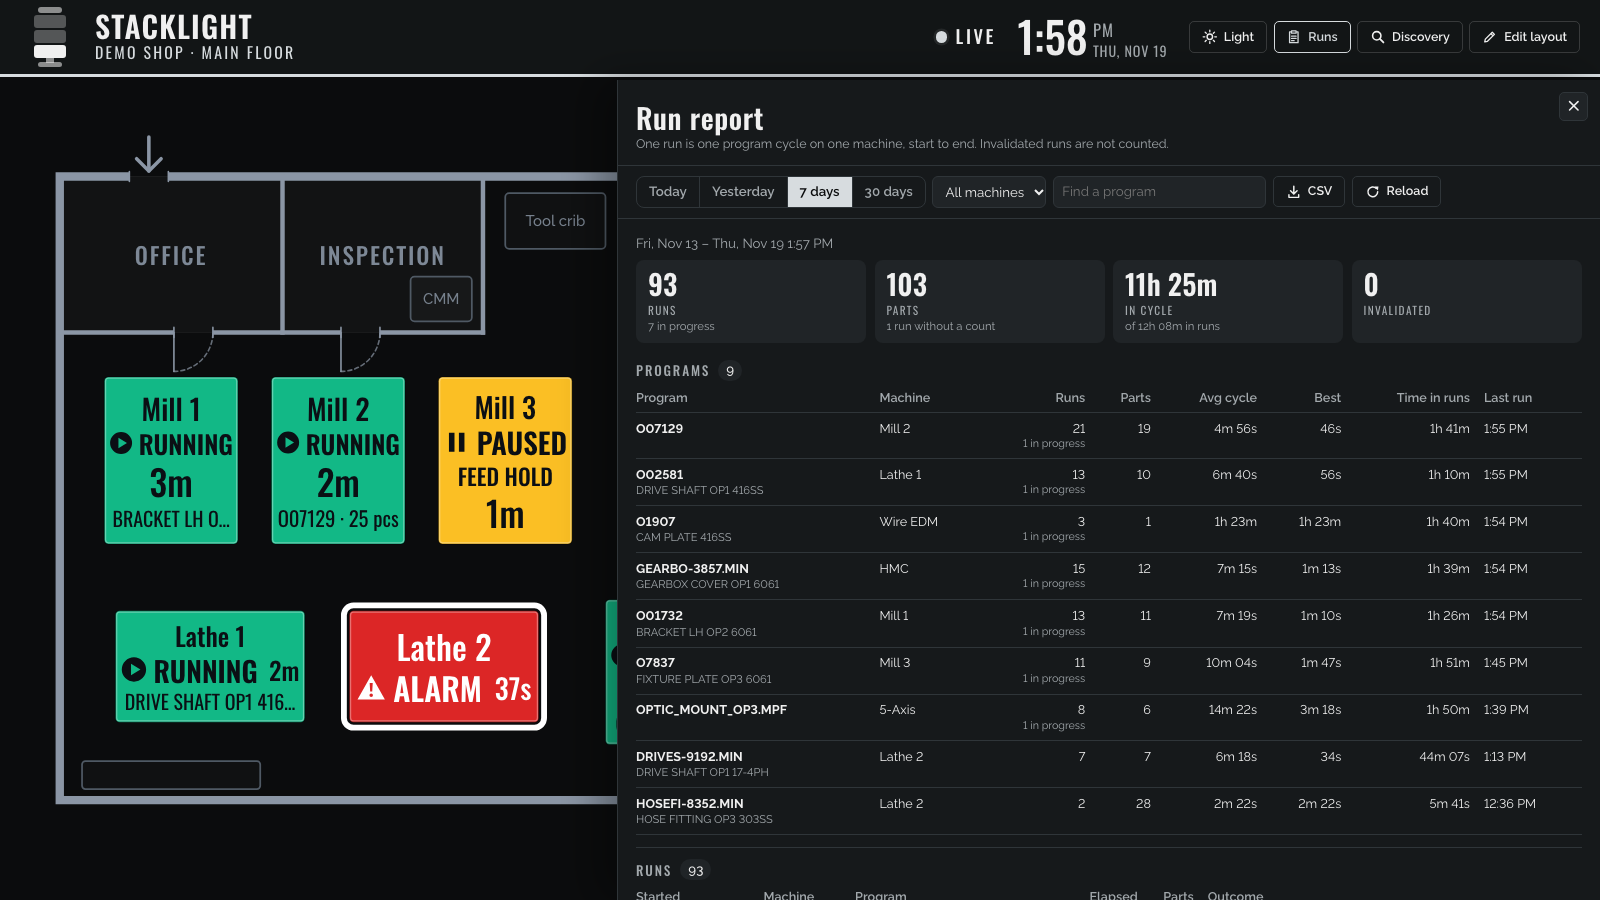 STACKLIGHT
DEMO SHOP · MAIN FLOOR
LIVE
1:58 PM
THU, NOV 19
Light
Runs
Discovery
Edit layout
OFFICE
INSPECTION
CMM
Tool crib
Mill 1
RUNNING
3m
BRACKET LH O...
Mill 2
RUNNING
2m
O07129 · 25 pcs
Mill 3
PAUSED
FEED HOLD
1m
Lathe 1
RUNNING 2m
DRIVE SHAFT OP1 416...
Lathe 2
ALARM 37s
Run report
One run is one program cycle on one machine, start to end. Invalidated runs are not counted.
Today
Yesterday
7 days
30 days
All machines
Find a program
CSV
Reload
Fri, Nov 13 – Thu, Nov 19 1:57 PM
93
RUNS
7 in progress
103
PARTS
1 run without a count
11h 25m
IN CYCLE
of 12h 08m in runs
0
INVALIDATED
PROGRAMS 9
Program Machine Runs Parts Avg cycle Best Time in runs Last run
O07129 Mill 2 21 19 4m 56s 46s 1h 41m 1:55 PM
1 in progress
O02581 Lathe 1 13 10 6m 40s 56s 1h 10m 1:55 PM
DRIVE SHAFT OP1 416SS 1 in progress
O1907 Wire EDM 3 1 1h 23m 1h 23m 1h 40m 1:54 PM
CAM PLATE 416SS 1 in progress
GEARBO-3857.MIN HMC 15 12 7m 15s 1m 13s 1h 39m 1:54 PM
GEARBOX COVER OP1 6061 1 in progress
O01732 Mill 1 13 11 7m 19s 1m 10s 1h 26m 1:54 PM
BRACKET LH OP2 6061 1 in progress
O7837 Mill 3 11 9 10m 04s 1m 47s 1h 51m 1:45 PM
FIXTURE PLATE OP3 6061 1 in progress
OPTIC_MOUNT_OP3.MPF 5-Axis 8 6 14m 22s 3m 18s 1h 50m 1:39 PM
1 in progress
DRIVES-9192.MIN Lathe 2 7 7 6m 18s 34s 44m 07s 1:13 PM
DRIVE SHAFT OP1 17-4PH
HOSEFI-8352.MIN Lathe 2 2 28 2m 22s 2m 22s 5m 41s 12:36 PM
HOSE FITTING OP3 303SS
RUNS 93
Started Machine Program Elapsed Parts Outcome